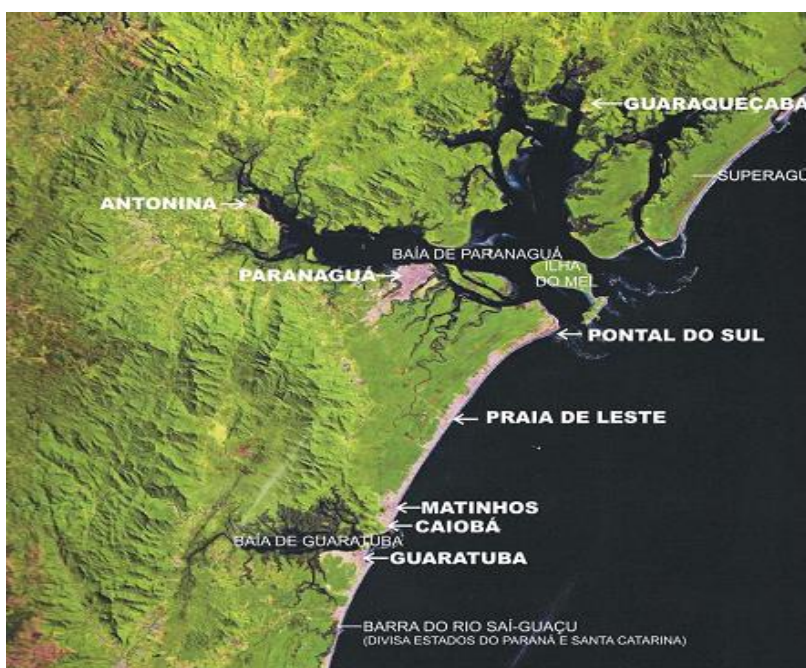 GUARAQUEÇABA
SUPERAGÜ
ANTONINA
BAÍA DE PARANAGUÁ
PARANAGUÁ
ILHA
DO MEL
PONTAL DO SUL
PRAIA DE LESTE
MATINHOS
CAIOBÁ
BAÍA DE GUARATUBA
GUARATUBA
BARRA DO RIO SAÍ-GUAÇU
(DIVISA ESTADOS DO PARANÁ E SANTA CATARINA)